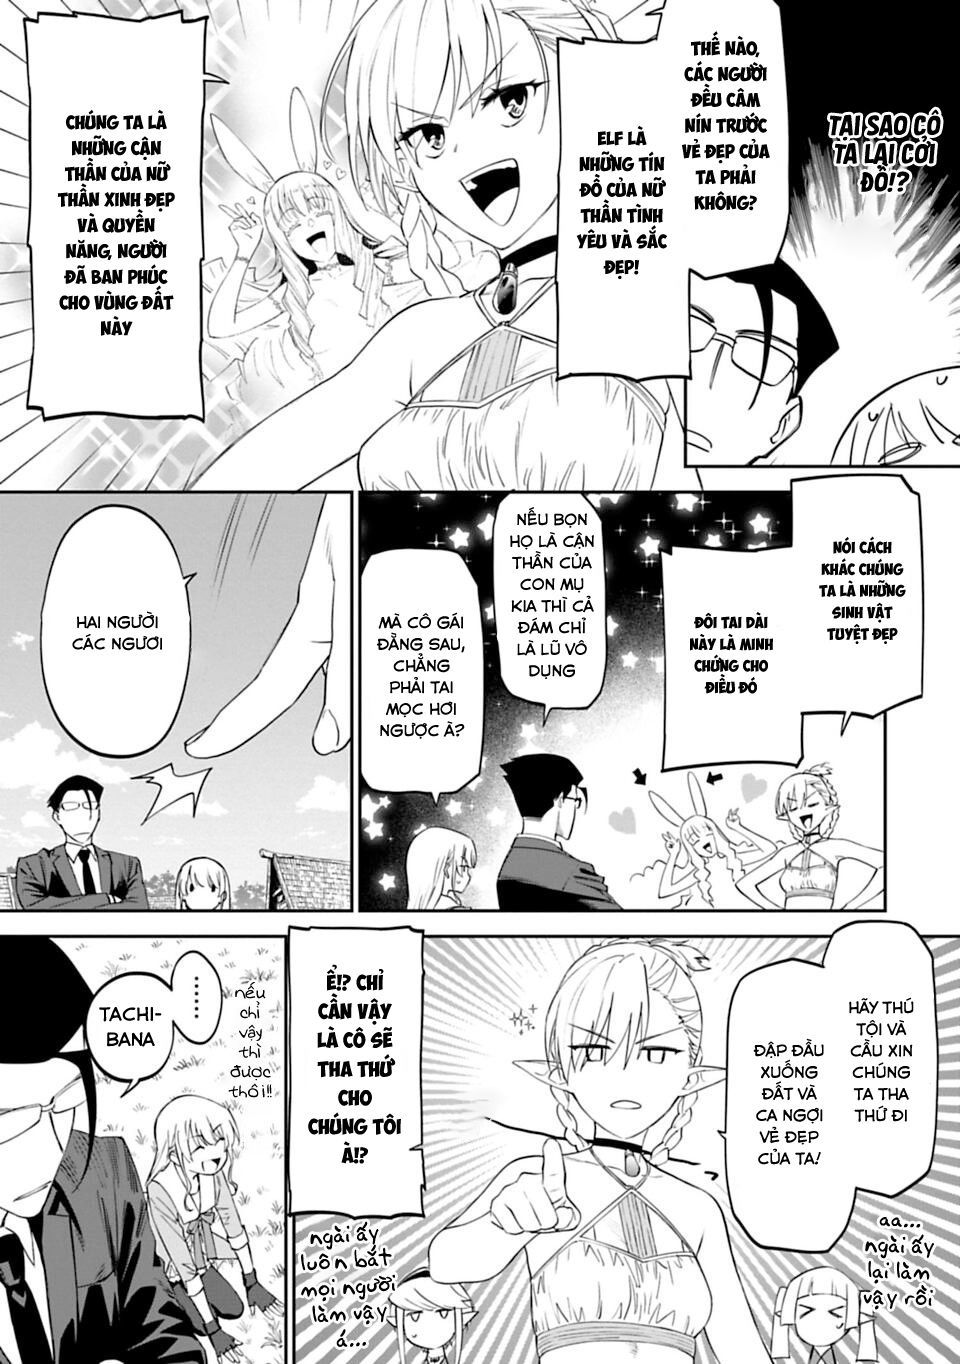 TẠI SAO CÔ
TA LẠI CỞI
ĐỒ!?
THẾ NÀO,
CÁC NGƯỜI
ĐỀU CÂM
NÍN TRƯỚC
VẺ ĐẸP CỦA
TA PHẢI
KHÔNG?
ELF LÀ
NHỮNG TÍN
ĐỒ CỦA NỮ
THẦN TÌNH
YÊU VÀ SẮC
ĐẸP!
CHÚNG TA LÀ
NHỮNG CẬN
THẦN CỦA NỮ
THẦN XINH ĐẸP
VÀ QUYỀN
NĂNG, NGƯỜI
ĐÃ BAN PHÚC
CHO VÙNG ĐẤT
NÀY
NÓI CÁCH
KHÁC CHÚNG
TA LÀ NHỮNG
SINH VẬT
TUYỆT ĐẸP
ĐÔI TAI DÀI
NÀY LÀ MINH
CHỨNG CHO
ĐIỀU ĐÓ
NẾU BỌN
HỌ LÀ CẬN
THẦN CỦA
CON MỤ
KIA THÌ CẢ
ĐÁM CHỈ
LÀ LŨ VÔ
DỤNG
MÀ CÔ GÁI
ĐẰNG SAU,
CHẲNG
PHẢI TAI
MỌC HƠI
NGƯỢC À?
HAI NGƯỜI
CÁC NGƯƠI
HÃY THÚ
TỘI VÀ
CẦU XIN
CHÚNG
TA THA
THỨ ĐI
ĐẬP ĐẦU
XUỐNG
ĐẤT VÀ
CA NGỢI
VẺ ĐẸP
CỦA TA!
aa...
ngài ấy
lại làm
vậy rồi
ngài ấy
luôn bắt
mọi người
làm vậy
á...
Ể!? CHỈ
CẦN VẬY
LÀ CÔ SẼ
THA THỨ
CHO
CHÚNG TÔI
À!?
nếu
chỉ
vậy thì
được
thôi!!
......
TACHI-
BANA